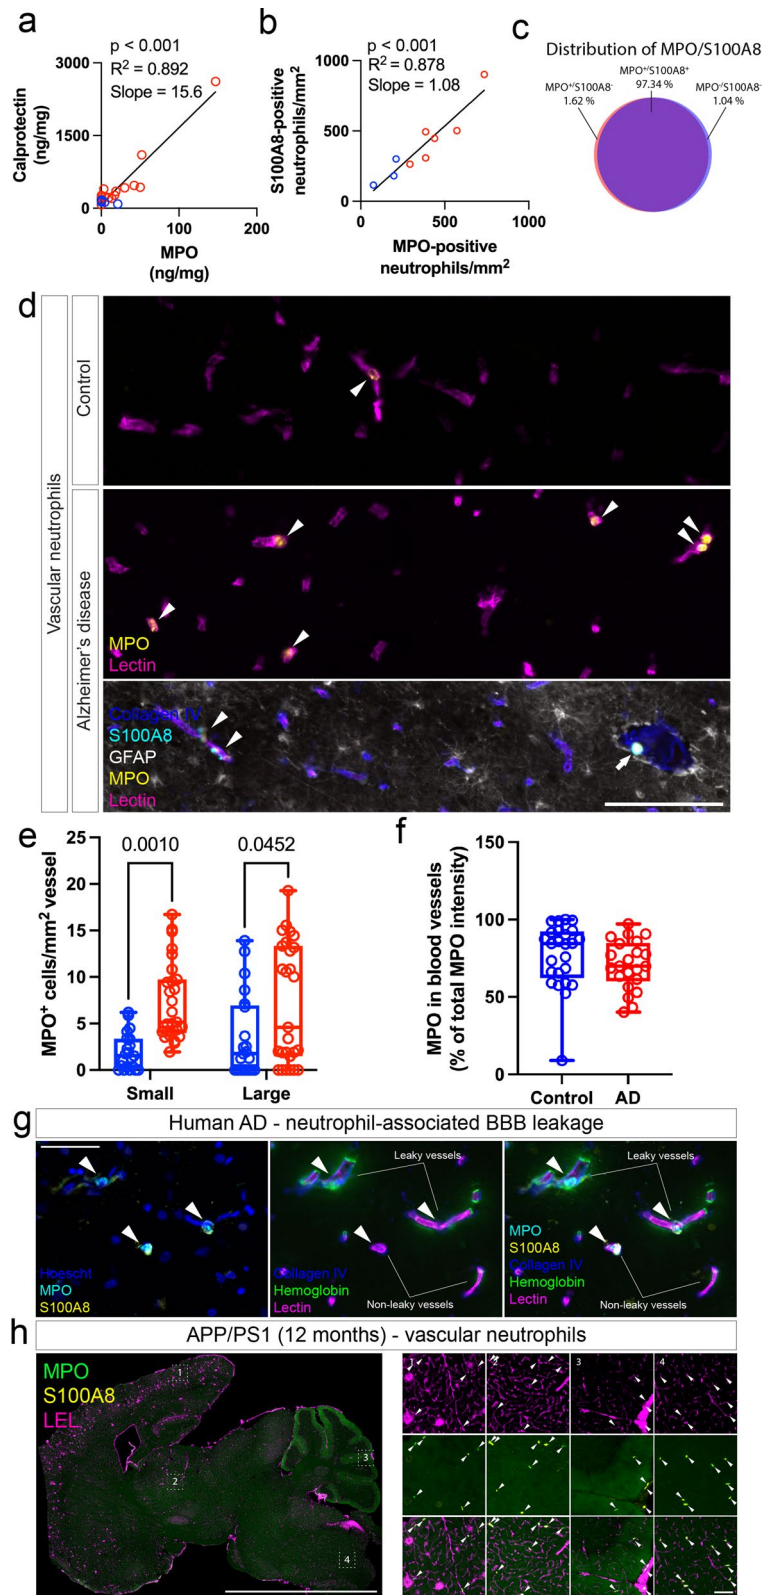 a
p < 0.001
R² = 0.892
Slope = 15.6
Calprotectin
(ng/mg)
3000
1500
0
0
100
200
MPO
(ng/mg)
b
p < 0.001
R² = 0.878
Slope = 1.08
S100A8-positive
neutrophils/mm²
1000
500
0
0
500
1000
MPO-positive
neutrophils/mm²
c
Distribution of MPO/S100A8
MPO⁺/S100A8⁺
97.34 %
MPO⁺/S100A8⁻
1.62 %
MPO⁻/S100A8⁻
1.04 %
d
Vascular neutrophils
Control
Alzheimer's disease
MPO
Lectin
Collagen IV
S100A8
GFAP
MPO
Lectin
e
MPO⁺ cells/mm² vessel
25
20
15
10
5
0
0.0010
0.0452
Small
Large
f
MPO in blood vessels
(% of total MPO intensity)
150
100
50
0
Control
AD
g
Human AD - neutrophil-associated BBB leakage
Hoescht
MPO
S100A8
Leaky vessels
Collagen IV
Hemoglobin
Lectin
Non-leaky vessels
Leaky vessels
MPO
S100A8
Collagen IV
Hemoglobin
Lectin
Non-leaky vessels
h
APP/PS1 (12 months) - vascular neutrophils
MPO
S100A8
LEL
1
2
3
4
1
2
3
4